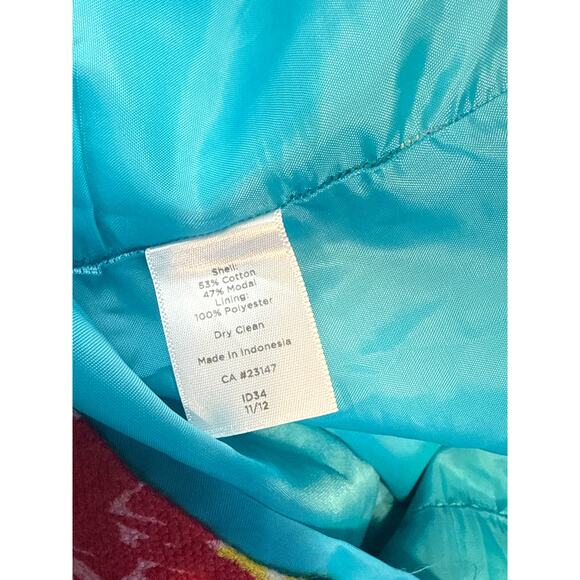 Shell:
53% Cotton
47% Modal
Lining:
100% Polyester
Dry Clean
Made in Indonesia
CA #23147
ID34
11/12